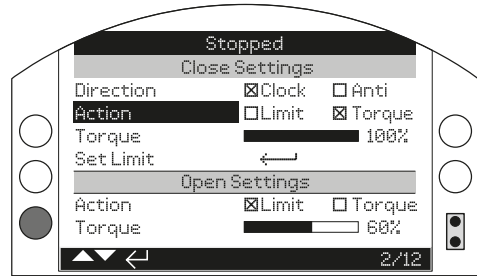 Stopped
Close Settings
Direction ☒Clock ☐Anti
Action ☐Limit ☒Torque
Torque 100%
Set Limit
Open Settings
Action ☒Limit ☐Torque
Torque 60%
2/12